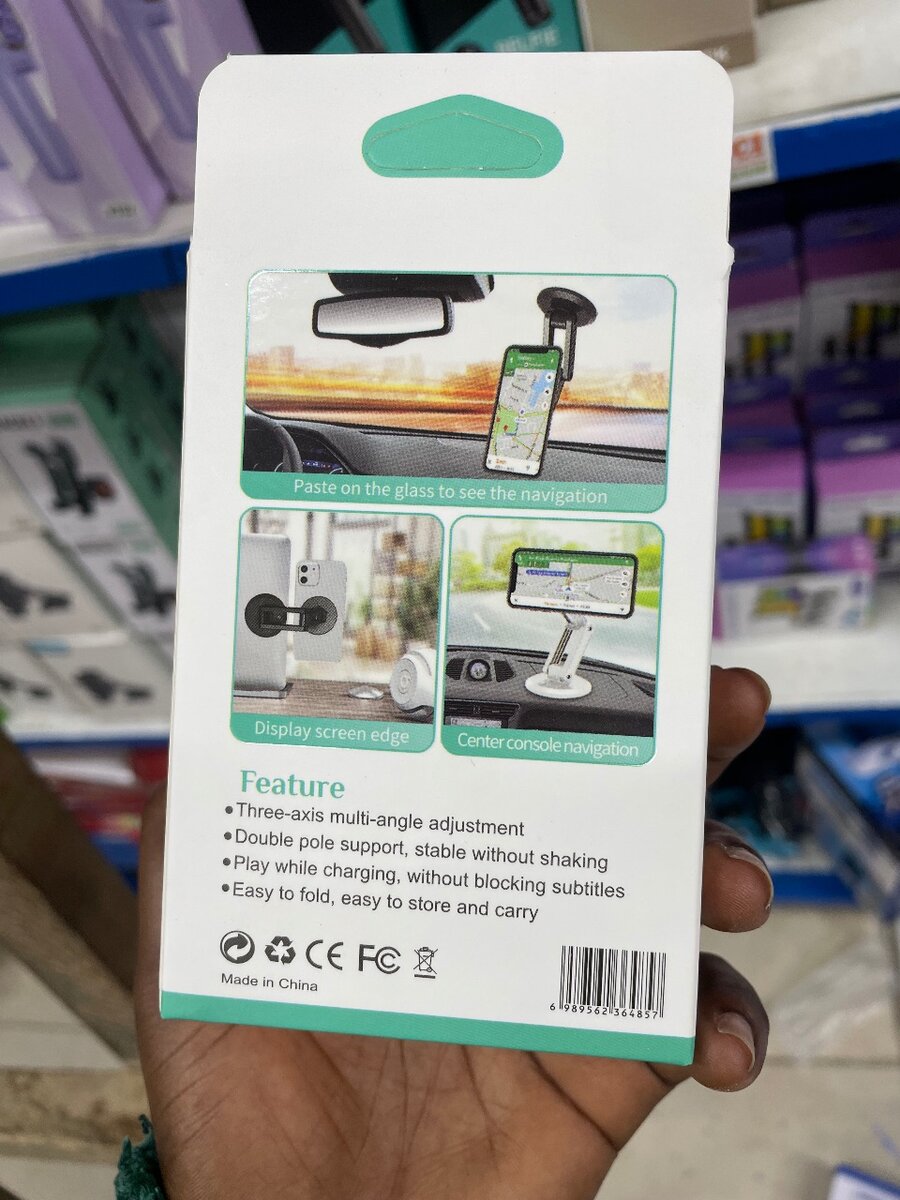 Paste on the glass to see the navigation
Display screen edge
Center console navigation
Feature
•Three-axis multi-angle adjustment
•Double pole support, stable without shaking
•Play while charging, without blocking subtitles
•Easy to fold, easy to store and carry
CE FC
Made in China
6 989562 364857